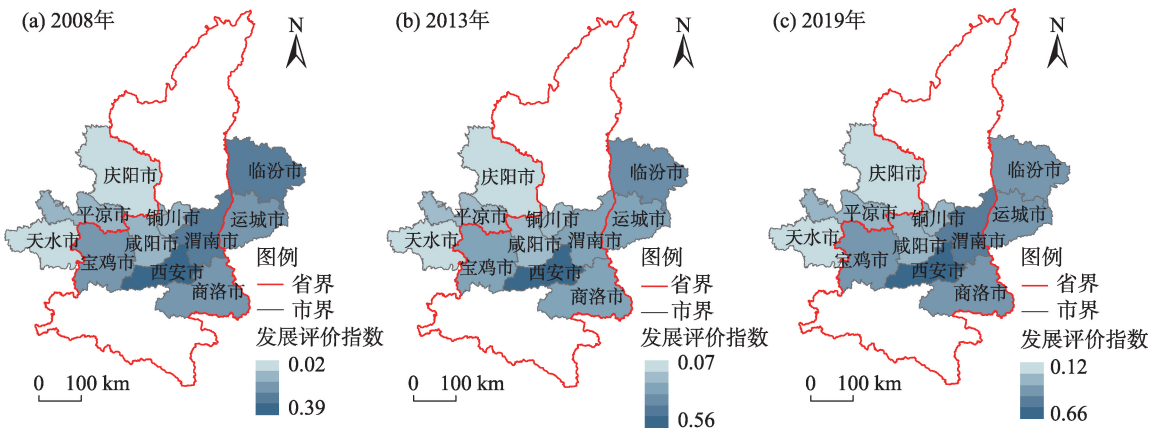 (a) 2008年
N
庆阳市
临汾市
平凉市
铜川市
运城市
天水市
咸阳市
渭南市
宝鸡市
西安市
商洛市
图例
省界
市界
发展评价指数
0.02
0.39
0 100 km
(b) 2013年
N
庆阳市
临汾市
平凉市
铜川市
运城市
天水市
咸阳市
渭南市
宝鸡市
西安市
商洛市
图例
省界
市界
发展评价指数
0.07
0.56
0 100 km
(c) 2019年
N
庆阳市
临汾市
平凉市
铜川市
运城市
天水市
咸阳市
渭南市
宝鸡市
西安市
商洛市
图例
省界
市界
发展评价指数
0.12
0.66
0 100 km